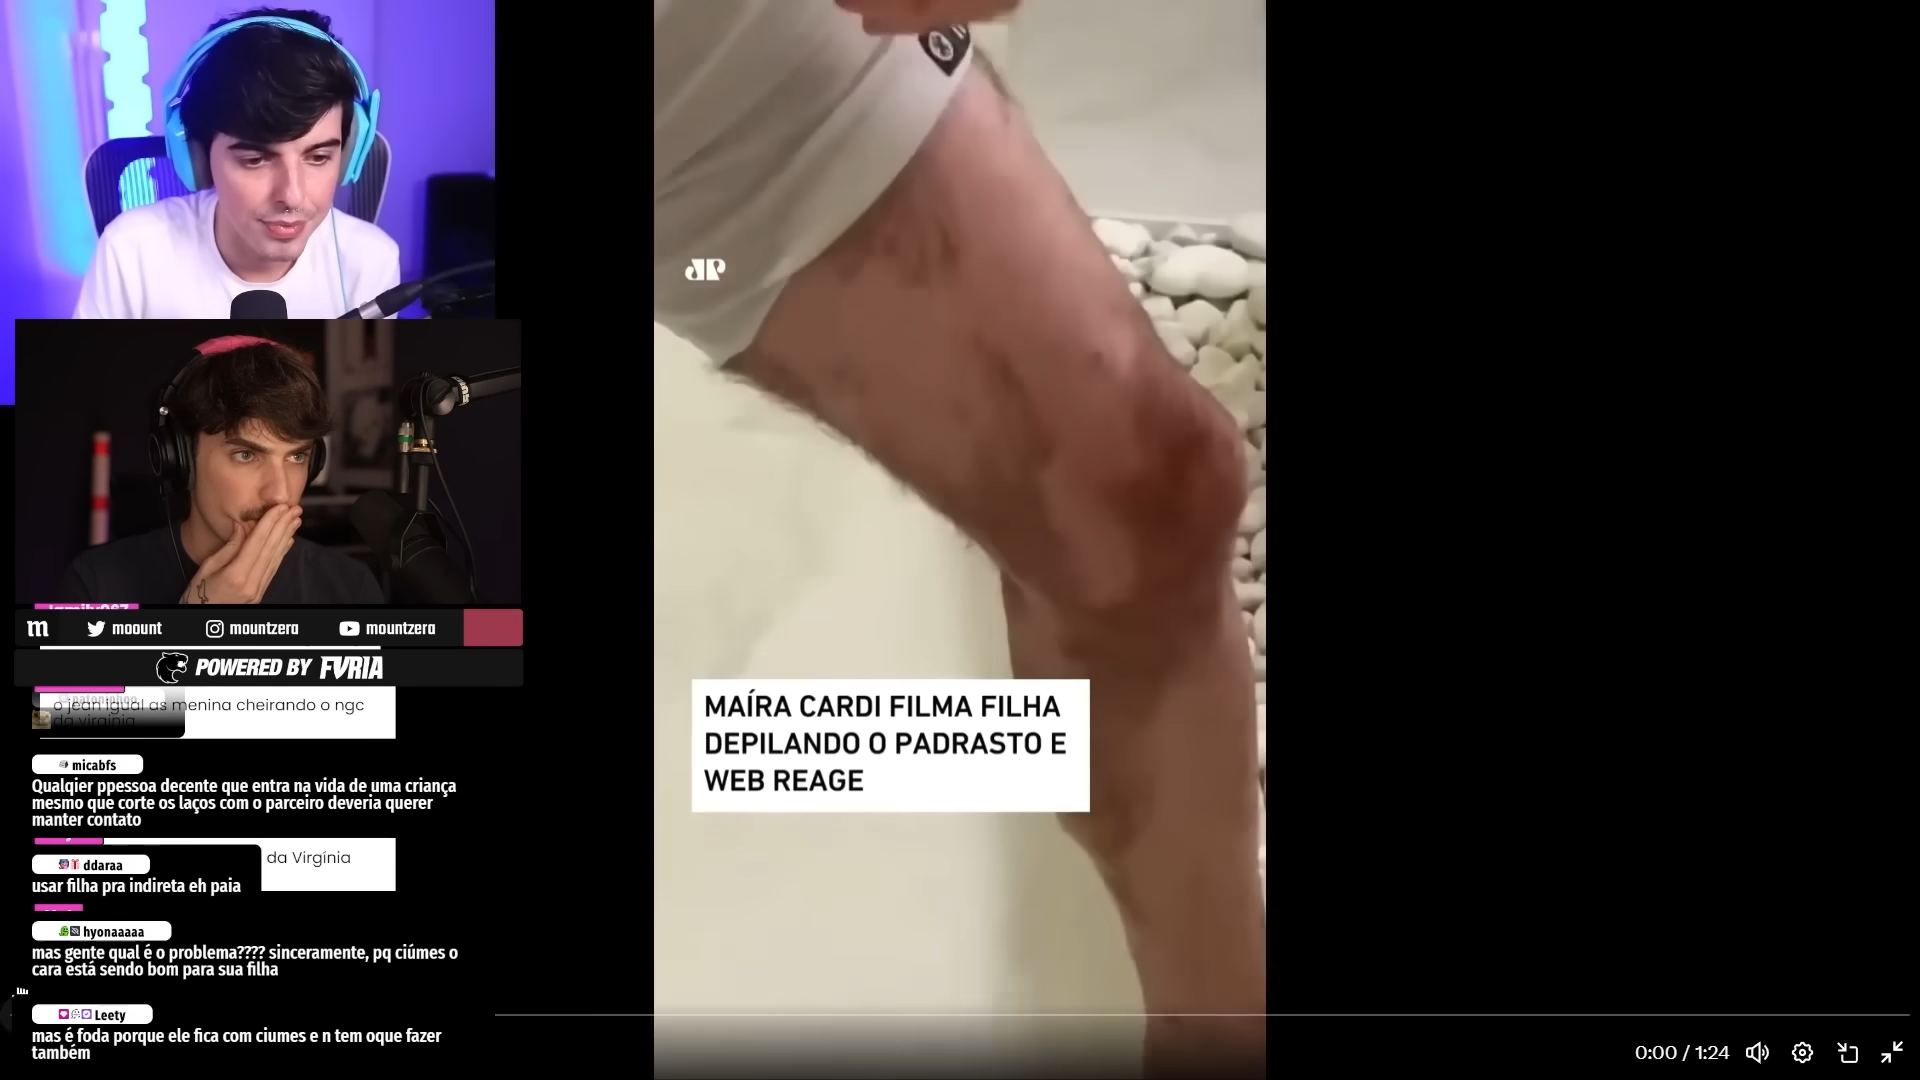 JP
m
moount
mountzera
mountzera
POWERED BY FVRIA
o jean igual as menina cheirando o ngc
da virginia
micabfs
Qualqier ppessoa decente que entra na vida de uma criança
mesmo que corte os laços com o parceiro deveria querer
manter contato
da Virgínia
ddaraa
usar filha pra indireta eh paia
hyonaaaaa
mas gente qual é o problema???? sinceramente, pq ciúmes o
cara está sendo bom para sua filha
Leety
mas é foda porque ele fica com ciumes e n tem oque fazer
também
MAÍRA CARDI FILMA FILHA
DEPILANDO O PADRASTO E
WEB REAGE
0:00 / 1:24